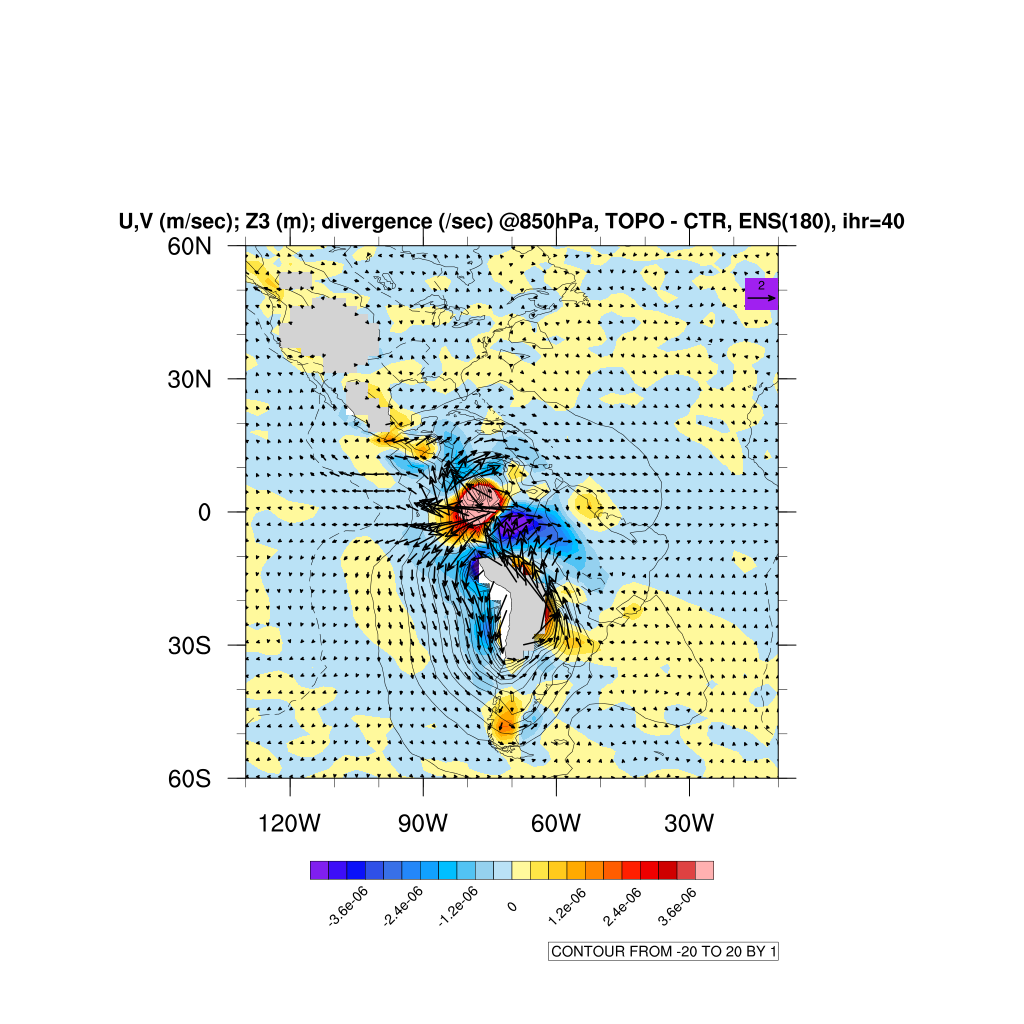 U,V (m/sec); Z3 (m); divergence (/sec) @850hPa, TOPO - CTR, ENS(180), ihr=40
60N
2
30N
0
30S
60S
120W 90W 60W 30W
-3.6e-06 -2.4e-06 -1.2e-06 0 1.2e-06 2.4e-06 3.6e-06
CONTOUR FROM -20 TO 20 BY 1